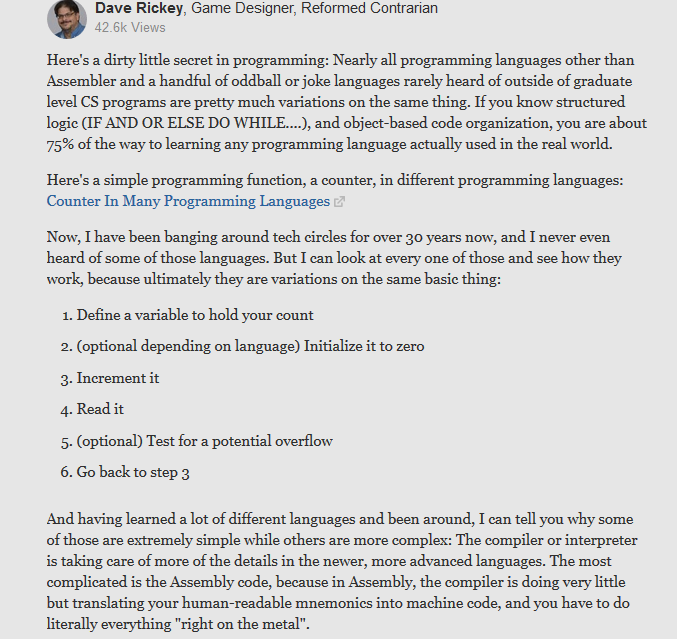 Dave Rickey, Game Designer, Reformed Contrarian
42.6k Views
Here's a dirty little secret in programming: Nearly all programming languages other than
Assembler and a handful of oddball or joke languages rarely heard of outside of graduate
level CS programs are pretty much variations on the same thing. If you know structured
logic (IF AND OR ELSE DO WHILE....), and object-based code organization, you are about
75% of the way to learning any programming language actually used in the real world.
Here's a simple programming function, a counter, in different programming languages:
Counter In Many Programming Languages
Now, I have been banging around tech circles for over 30 years now, and I never even
heard of some of those languages. But I can look at every one of those and see how they
work, because ultimately they are variations on the same basic thing:
1. Define a variable to hold your count
2. (optional depending on language) Initialize it to zero
3. Increment it
4. Read it
5. (optional) Test for a potential overflow
6. Go back to step 3
And having learned a lot of different languages and been around, I can tell you why some
of those are extremely simple while others are more complex: The compiler or interpreter
is taking care of more of the details in the newer, more advanced languages. The most
complicated is the Assembly code, because in Assembly, the compiler is doing very little
but translating your human-readable mnemonics into machine code, and you have to do
literally everything "right on the metal".